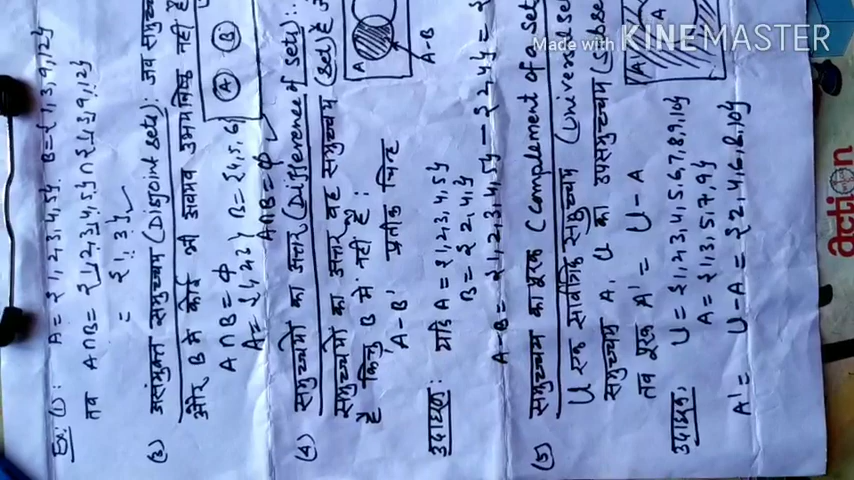 Ex: ①: A = {1,2,3,4,5}, B = {1,3,9,12}
तब A∩B = {1,2,3,4,5} ∩ {1,3,9,12}
= {1,3}
(3) असंयुक्त समुच्चय (Disjoint sets): जब समुच्चय
और B में कोई भी अवयव उभयनिष्ठ नहीं है
A∩B = ϕ
A = {1,2,3} B = {4,5,6}
A∩B = ϕ
A B
(4) समुच्चयों का अन्तर (Difference of Sets):
समुच्चयों का अन्तर वह समुच्चय (Set) है
है किन्तु B में नहीं है:
A-B' प्रतीक चिन्ह
A
A-B
उदाहरण: यदि A = {1,2,3,4,5}
B = {2,4}
A-B = {1,2,3,4,5} - {2,4} = {
(5) समुच्चय का पूरक (Complement of a Set
U एक सार्वत्रिक समुच्चय (Universal se
समुच्चय A, U का उपसमुच्चय (Subse
तब पूरक A' = U - A
A' A
उदाहरण, U = {1,2,3,4,5,6,7,8,9,10}
A = {1,3,5,7,9}
A' = U-A = {2,4,6,8,10}
Made with KINEMASTER
action